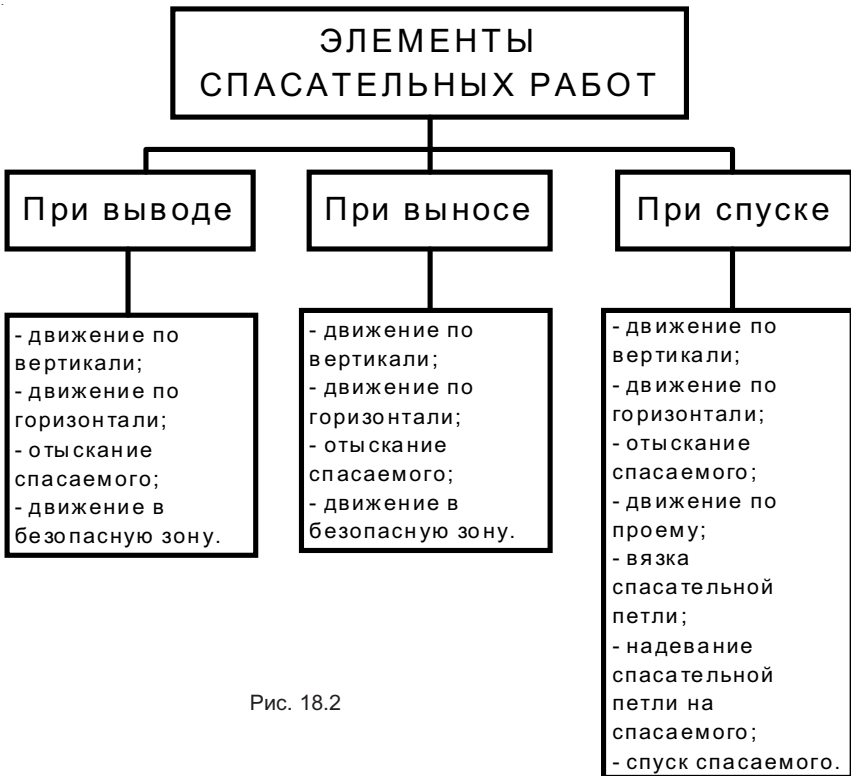 ЭЛЕМЕНТЫ
СПАСАТЕЛЬНЫХ РАБОТ
При выводе
При выносе
При спуске
- движение по
вертикали;
- движение по
горизонтали;
- отыскание
спасаемого;
- движение в
безопасную зону.
- движение по
вертикали;
- движение по
горизонтали;
- отыскание
спасаемого;
- движение в
безопасную зону.
- движение по
вертикали;
- движение по
горизонтали;
- отыскание
спасаемого;
- движение по
проему;
- вязка
спасательной
петли;
- надевание
спасательной
петли на
спасаемого;
- спуск спасаемого.
Рис. 18.2